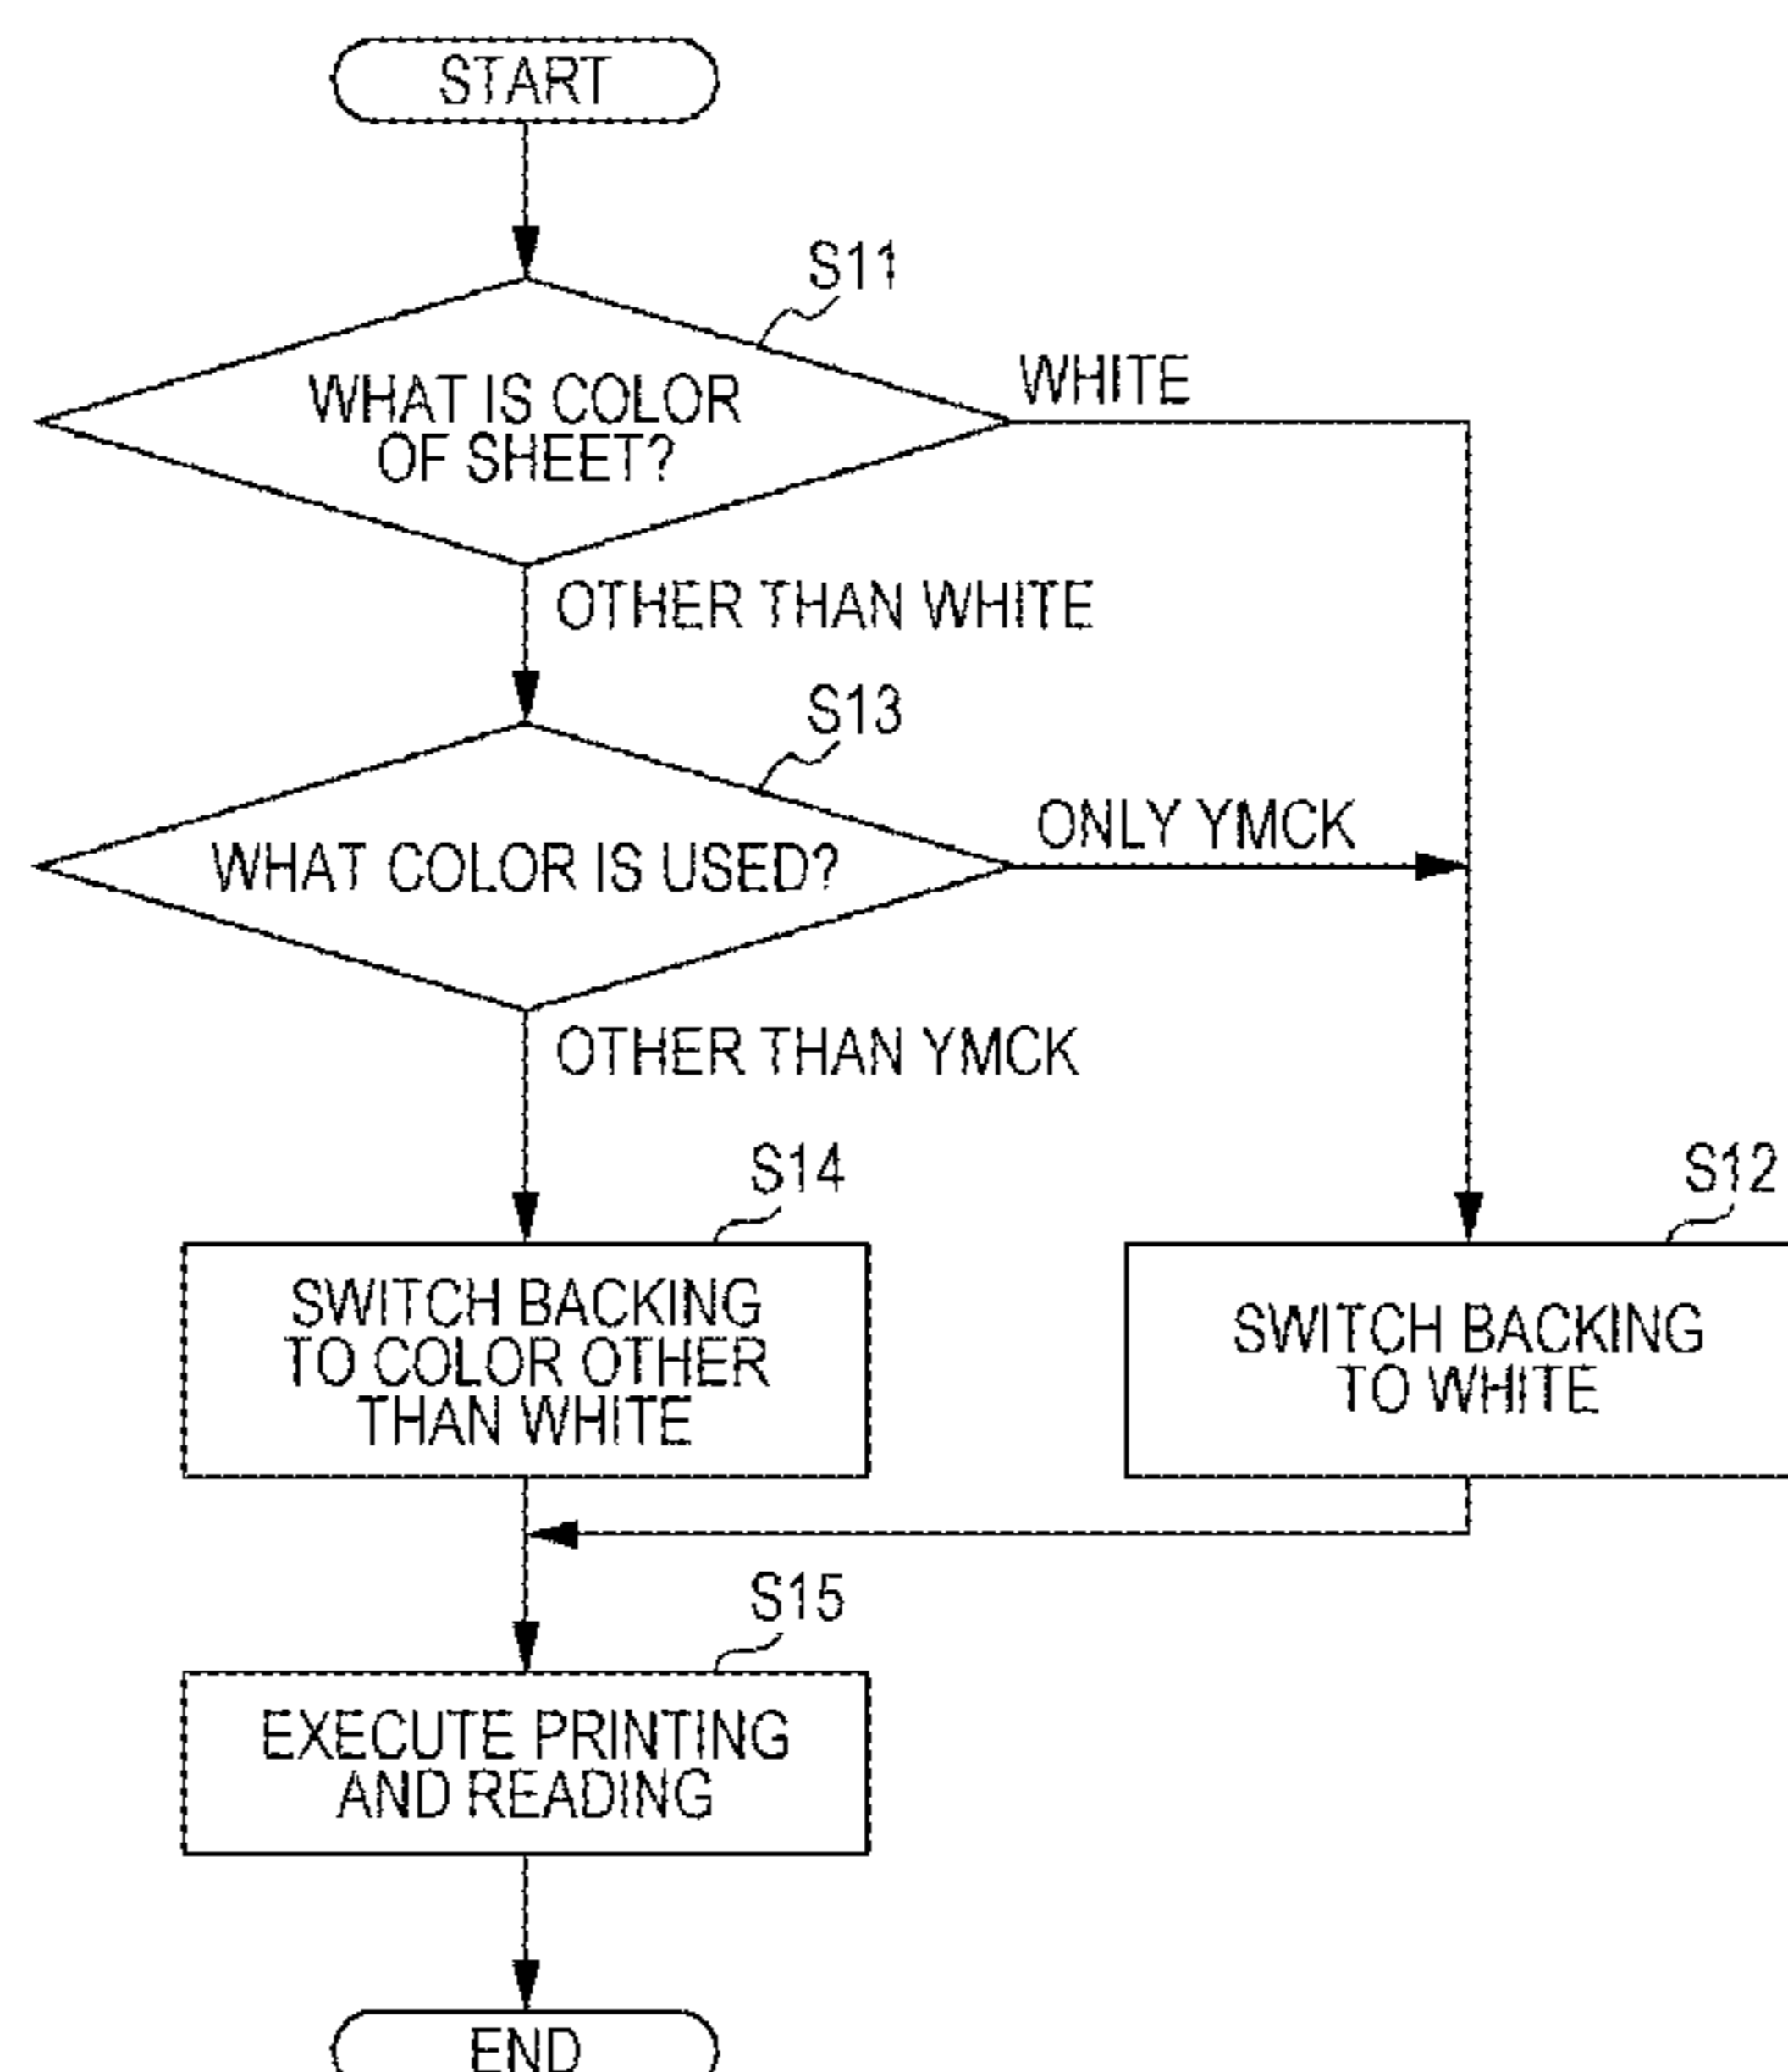 START
S11
WHAT IS COLOR
OF SHEET?
WHITE
OTHER THAN WHITE
S13
WHAT COLOR IS USED?
ONLY YMCK
OTHER THAN YMCK
S14
SWITCH BACKING
TO COLOR OTHER
THAN WHITE
S12
SWITCH BACKING
TO WHITE
S15
EXECUTE PRINTING
AND READING
END